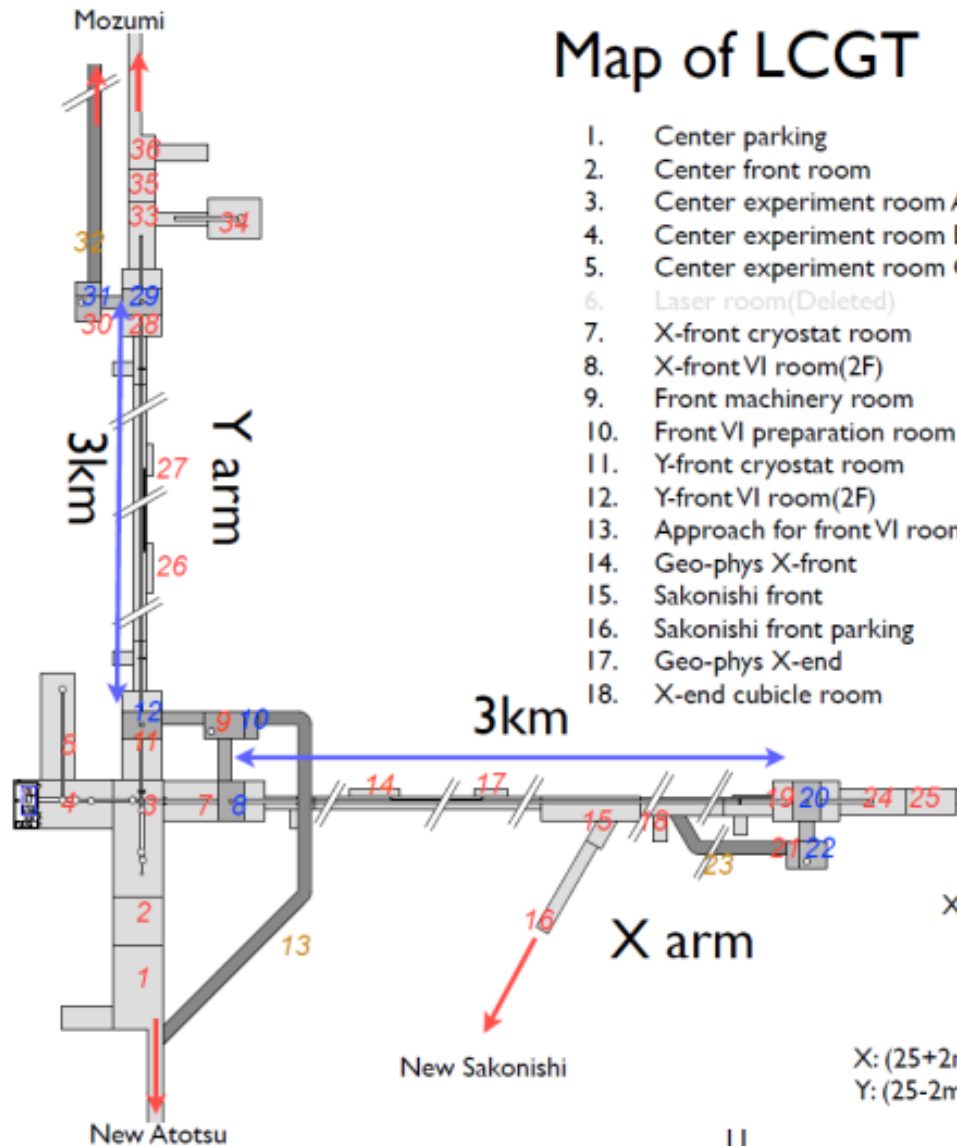 Mozumi
Map of LCGT
1. Center parking
2. Center front room
3. Center experiment room
4. Center experiment room
5. Center experiment room
6. Laser room(Deleted)
7. X-front cryostat room
8. X-front VI room(2F)
9. Front machinery room
10. Front VI preparation room
11. Y-front cryostat room
12. Y-front VI room(2F)
13. Approach for front VI room
14. Geo-phys X-front
15. Sakonishi front
16. Sakonishi front parking
17. Geo-phys X-end
18. X-end cubicle room
36
35
33
34
32
31 29
30 28
3km
Y arm
27
26
12 9 10
11
5
3km
4 3 7 8 14 17 19 20 24 25
15 18
21 22
23
16
2
13
1
X arm
X
New Sakonishi
X: (25+2m
Y: (25-2m
New Atotsu